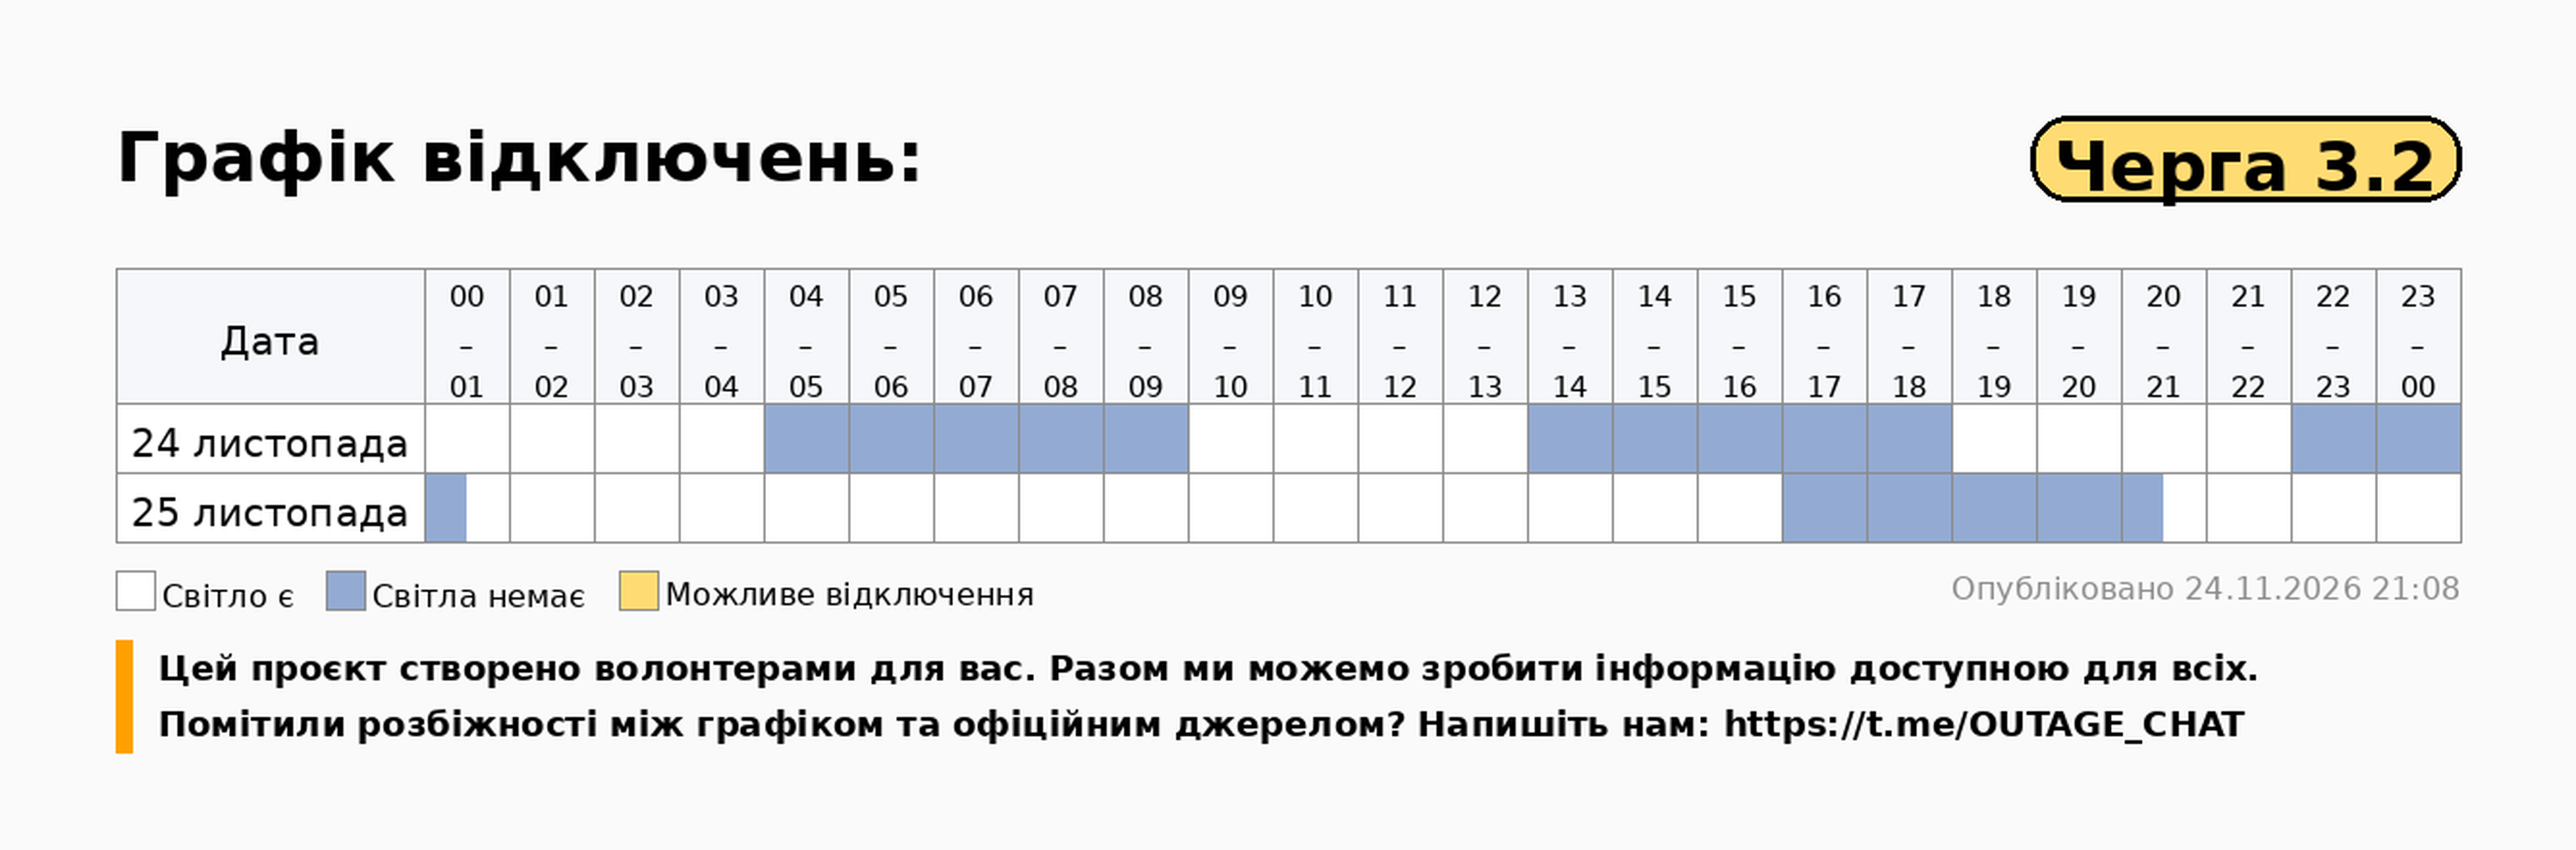 Графік відключень:
Черга 3.2
Дата
00 – 01
01 – 02
02 – 03
03 – 04
04 – 05
05 – 06
06 – 07
07 – 08
08 – 09
09 – 10
10 – 11
11 – 12
12 – 13
13 – 14
14 – 15
15 – 16
16 – 17
17 – 18
18 – 19
19 – 20
20 – 21
21 – 22
22 – 23
23 – 00
24 листопада
25 листопада
Світло є
Світла немає
Можливе відключення
Опубліковано 24.11.2026 21:08
Цей проєкт створено волонтерами для вас. Разом ми можемо зробити інформацію доступною для всіх.
Помітили розбіжності між графіком та офіційним джерелом? Напишіть нам: https://t.me/OUTAGE_CHAT